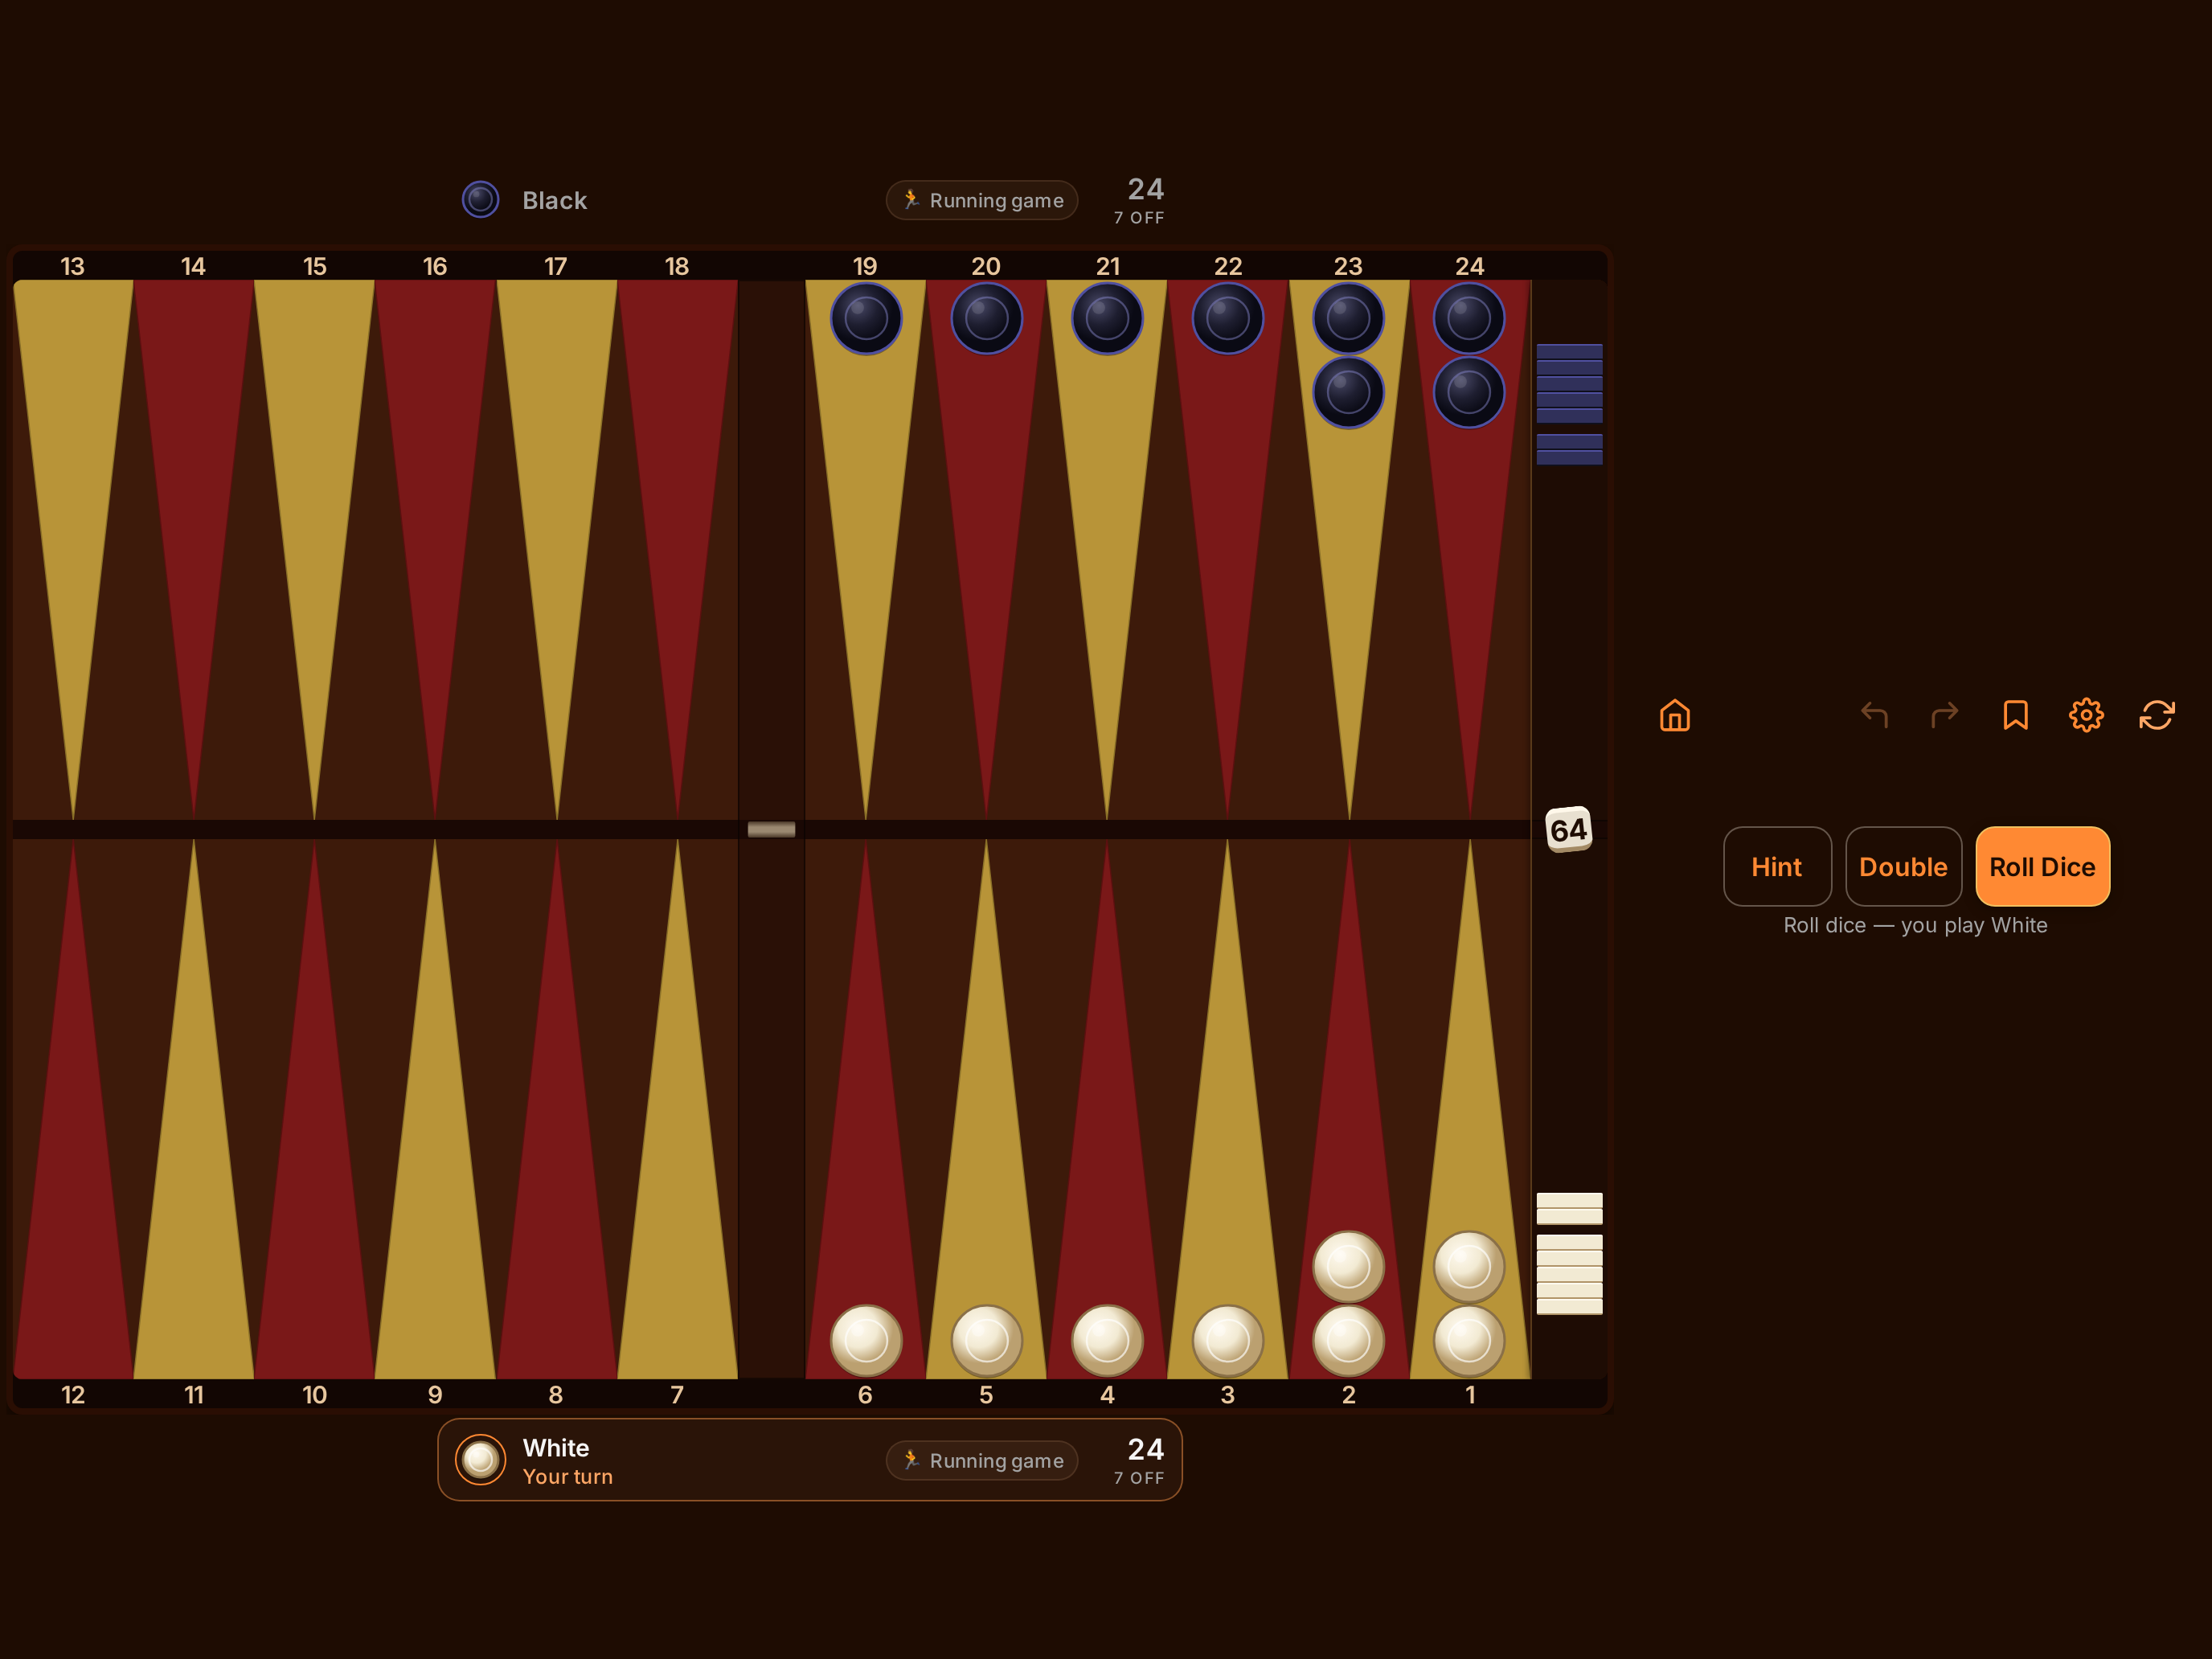 Black
Running game
24
7 OFF
13 14 15 16 17 18 19 20 21 22 23 24
64
Hint
Double
Roll Dice
Roll dice — you play White
12 11 10 9 8 7 6 5 4 3 2 1
White
Your turn
Running game
24
7 OFF